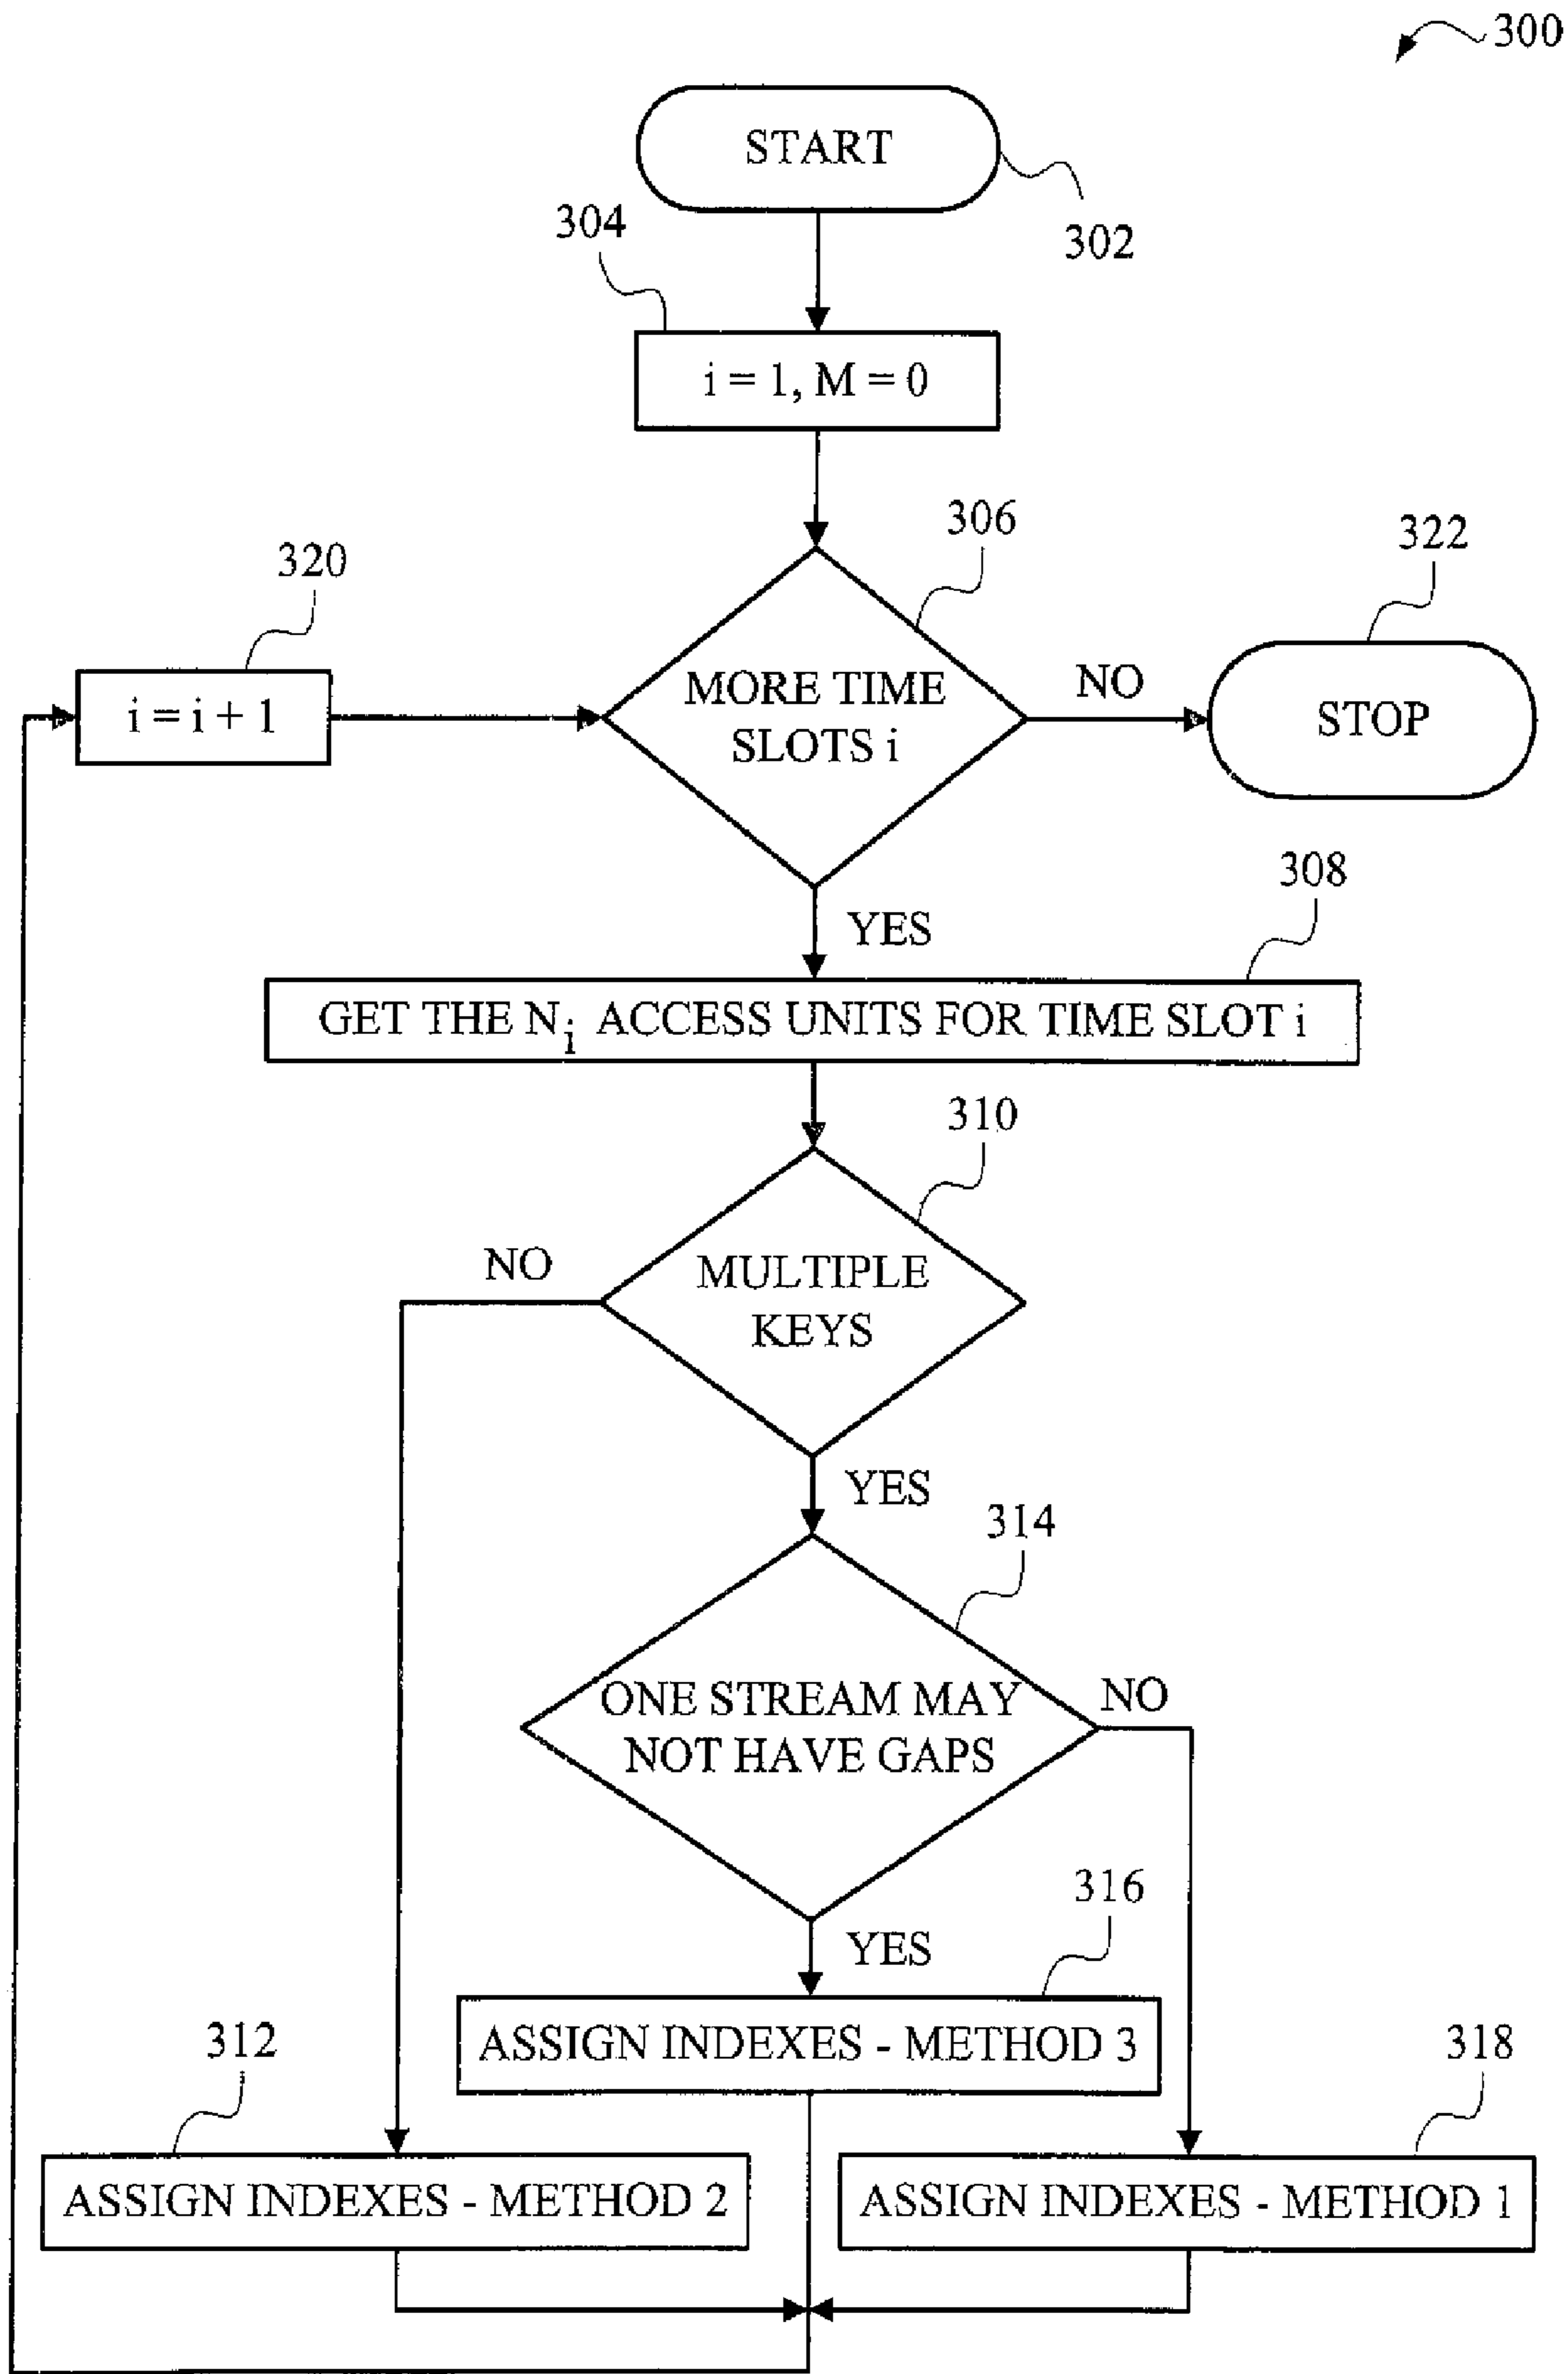 300
START
302
304
i = 1, M = 0
306
322
320
MORE TIME
SLOTS i
NO
STOP
i = i + 1
308
YES
GET THE Ni ACCESS UNITS FOR TIME SLOT i
310
NO
MULTIPLE
KEYS
YES
314
ONE STREAM MAY
NOT HAVE GAPS
NO
316
YES
312
ASSIGN INDEXES - METHOD 3
318
ASSIGN INDEXES - METHOD 2
ASSIGN INDEXES - METHOD 1